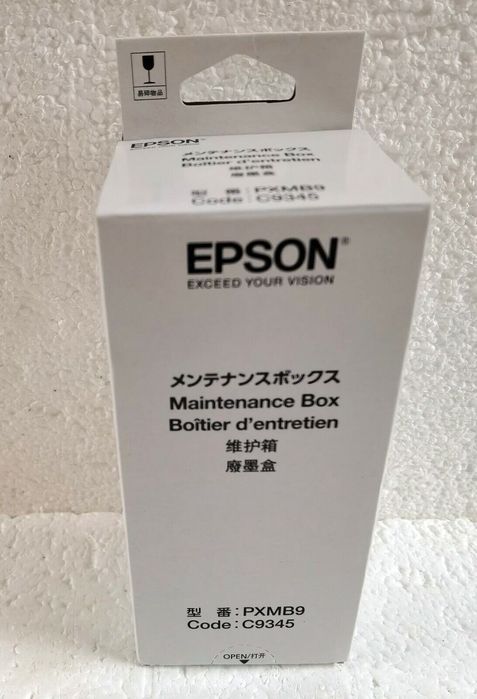 易碎物品
EPSON
メンテナンスボックス
Maintenance Box
Boîtier d'entretien
维护箱
廢墨盒
型 番：PXMB9
Code : C9345
EPSON®
EXCEED YOUR VISION
メンテナンスボックス
Maintenance Box
Boîtier d'entretien
维护箱
廢墨盒
型 番：PXMB9
Code : C9345
OPEN/打开